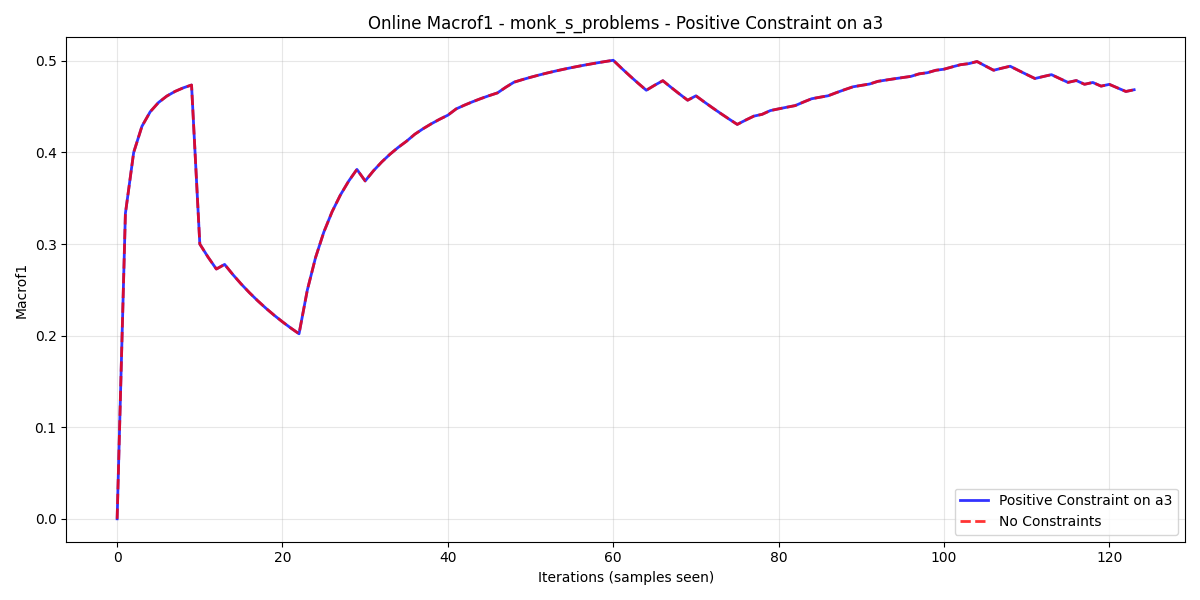 Online Macrof1 - monk_s_problems - Positive Constraint on a3
0.5
0.4
0.3
0.2
0.1
0.0
Macrof1
0 20 40 60 80 100 120
Iterations (samples seen)
Positive Constraint on a3
No Constraints